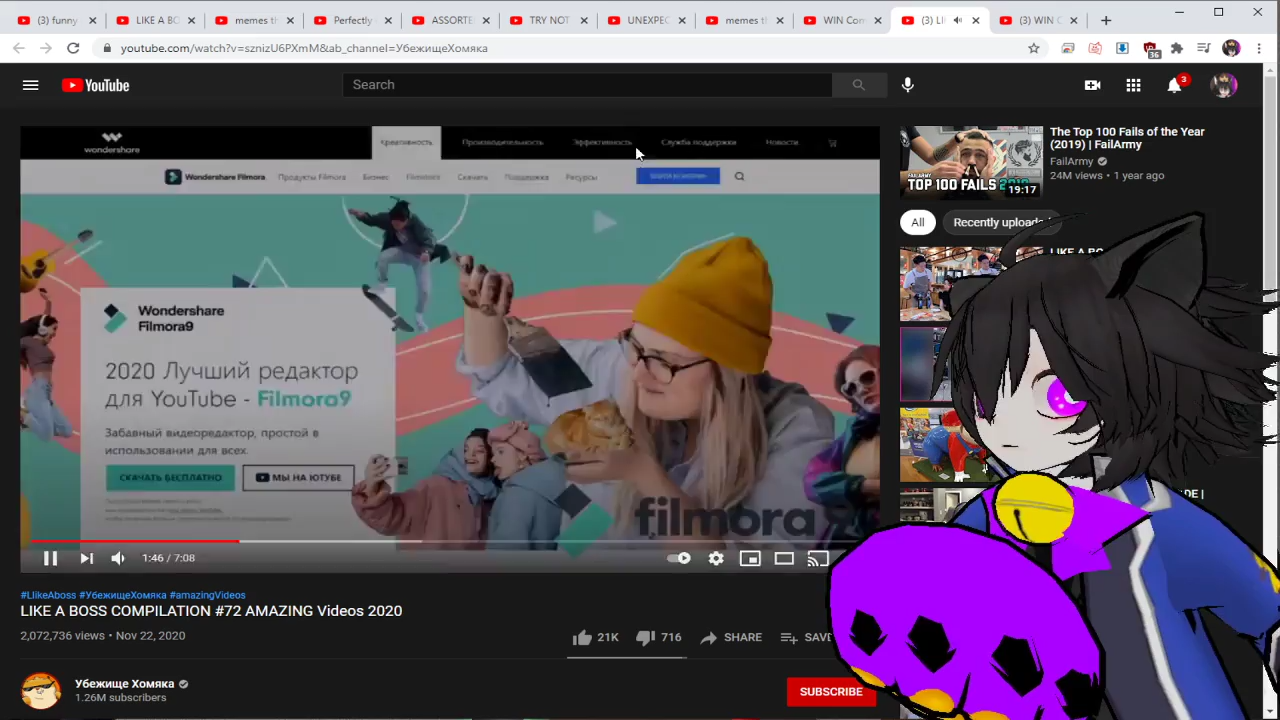 (3) funny
LIKE A BO
memes th
Perfectly
ASSORTE
TRY NOT
UNEXPEC
memes th
WIN Con
(3) LI
(3) WIN C
youtube.com/watch?v=sznizU6PXmM&ab_channel=УбежищеХомяка
36
YouTube
Search
3
wondershare
Креативность
Производительность
Эффективность
Служба поддержки
Новости
Wondershare Filmora
Продукты Filmora
Бизнес
Filmstocks
Скачать
Поддержка
Ресурсы
Wondershare
Filmora9
2020 Лучший редактор
для YouTube - Filmora9
Забавный видеоредактор, простой в
использовании для всех.
СКАЧАТЬ БЕСПЛАТНО
МЫ НА ЮТУБЕ
filmora
1:46 / 7:08
#LlikeAboss #УбежищеХомяка #amazingVideos
LIKE A BOSS COMPILATION #72 AMAZING Videos 2020
2,072,736 views • Nov 22, 2020
21K
716
SHARE
SAVE
Убежище Хомяка
1.26M subscribers
SUBSCRIBE
TOP 100 FAILS
19:17
The Top 100 Fails of the Year
(2019) | FailArmy
FailArmy
24M views • 1 year ago
All
Recently uploade
LIKE A BO